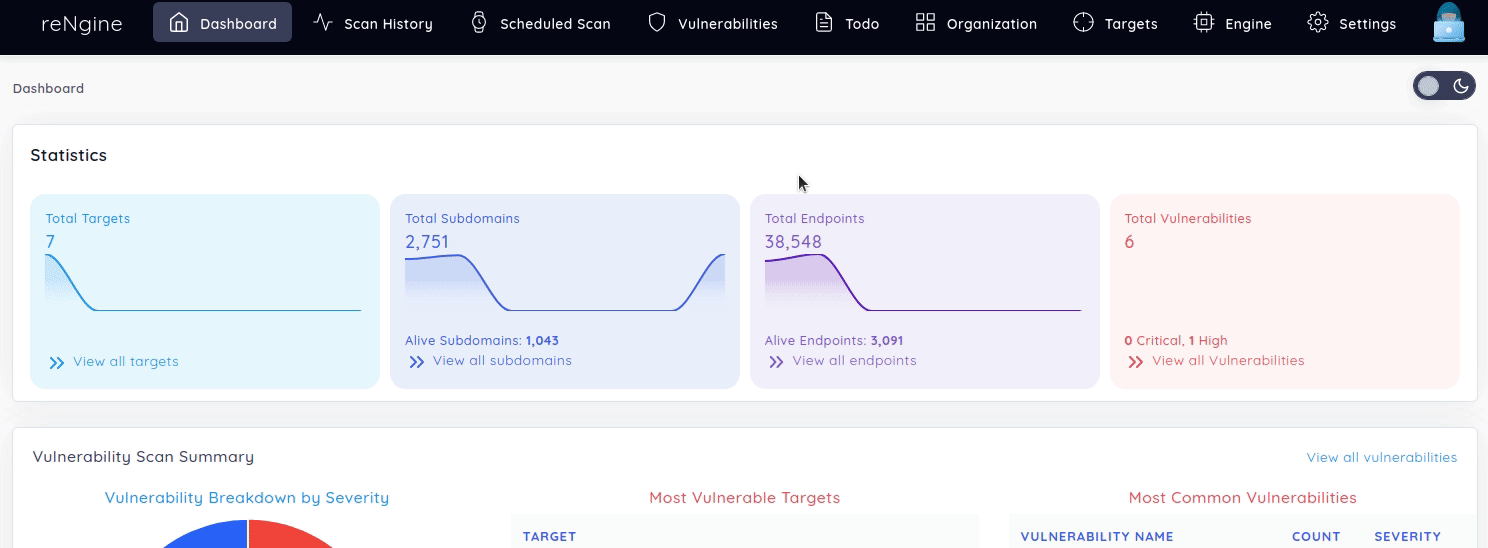 reNgine Dashboard Scan History Scheduled Scan Vulnerabilities Todo Organization Targets Engine Settings
Dashboard
Statistics
Total Targets
7
View all targets
Total Subdomains
2,751
Alive Subdomains: 1,043
View all subdomains
Total Endpoints
38,548
Alive Endpoints: 3,091
View all endpoints
Total Vulnerabilities
6
0 Critical, 1 High
View all Vulnerabilities
Vulnerability Scan Summary
View all vulnerabilities
Vulnerability Breakdown by Severity
Most Vulnerable Targets
TARGET
Most Common Vulnerabilities
VULNERABILITY NAME COUNT SEVERITY